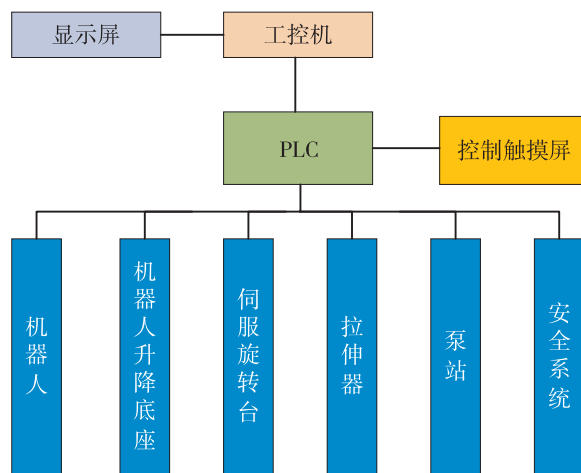 显示屏
工控机
PLC
控制触摸屏
机器人
机器人升降底座
伺服旋转台
拉伸器
泵站
安全系统